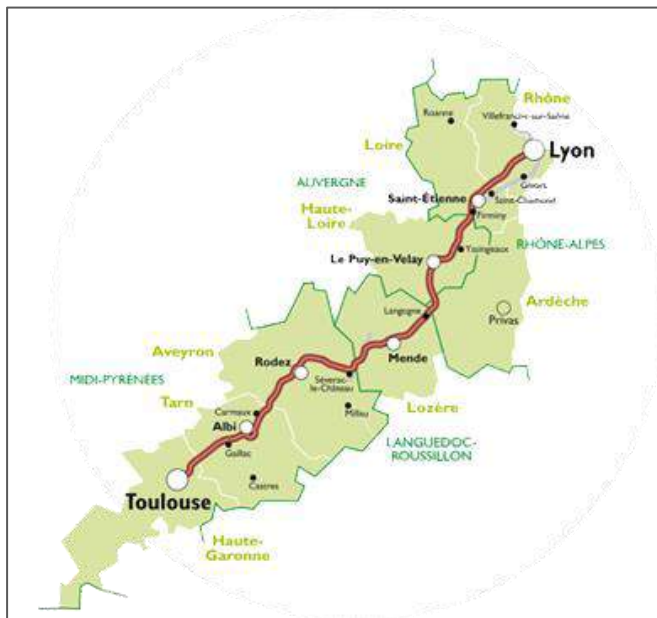 Rhône
Villefranche-sur-Saône
Roanne
Loire
Lyon
Givors
AUVERGNE
Saint-Étienne
Saint-Chamond
Firminy
Haute-
Loire
RHÔNE-ALPES
Yssingeaux
Le Puy-en-Velay
Ardèche
Langogne
Privas
Aveyron
Mende
Rodez
MIDI-PYRÉNÉES
Sévérac-
le-Château
Lozère
Tarn
Carmaux
Millau
Albi
LANGUEDOC-
ROUSSILLON
Gaillac
Castres
Toulouse
Haute-
Garonne